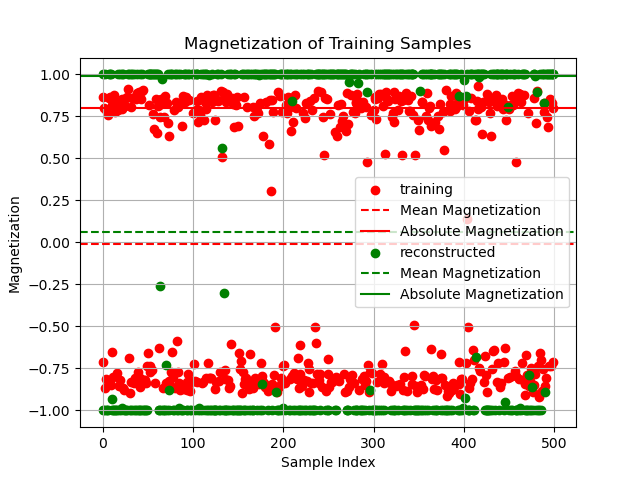 Magnetization of Training Samples
Magnetization
1.00
0.75
0.50
0.25
0.00
−0.25
−0.50
−0.75
−1.00
training
Mean Magnetization
Absolute Magnetization
reconstructed
Mean Magnetization
Absolute Magnetization
0 100 200 300 400 500
Sample Index